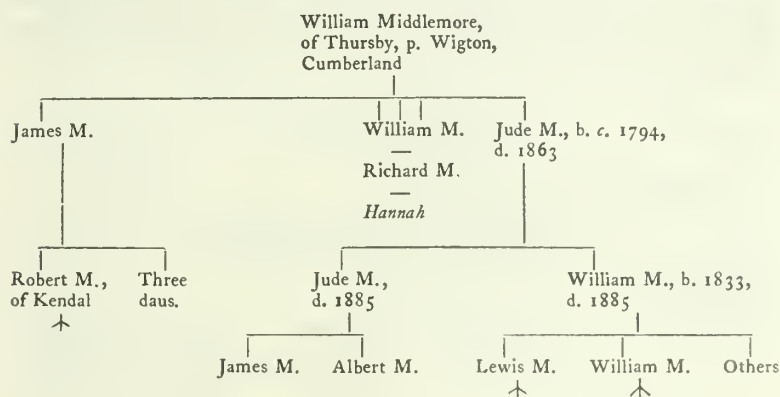 William Middlemore,
of Thursby, p. Wigton,
Cumberland
James M.
William M.
Richard M.
Hannah
Jude M., b. c. 1794,
d. 1863
Robert M.,
of Kendal
Three
daus.
Jude M.,
d. 1885
William M., b. 1833,
d. 1885
James M.
Albert M.
Lewis M.
William M.
Others